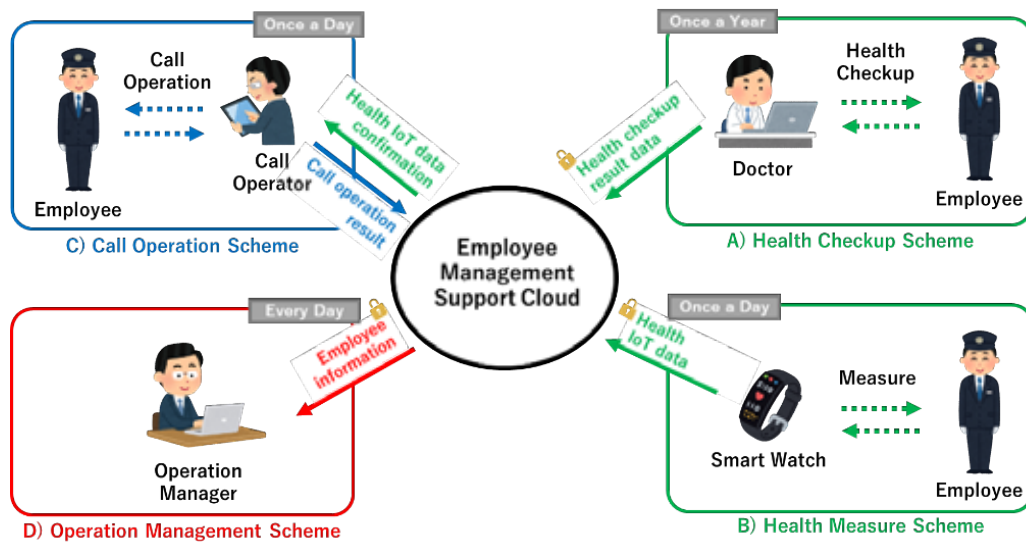 Once a Day
Call
Operation
Employee
Call
Operator
C) Call Operation Scheme
Health IoT data
confirmation
Call operation
result
Once a Year
Health
Checkup
Doctor
Employee
A) Health Checkup Scheme
Health checkup
result data
Employee
Management
Support Cloud
Every Day
Employee
information
Operation
Manager
D) Operation Management Scheme
Once a Day
Health
IoT data
Measure
Smart Watch
Employee
B) Health Measure Scheme